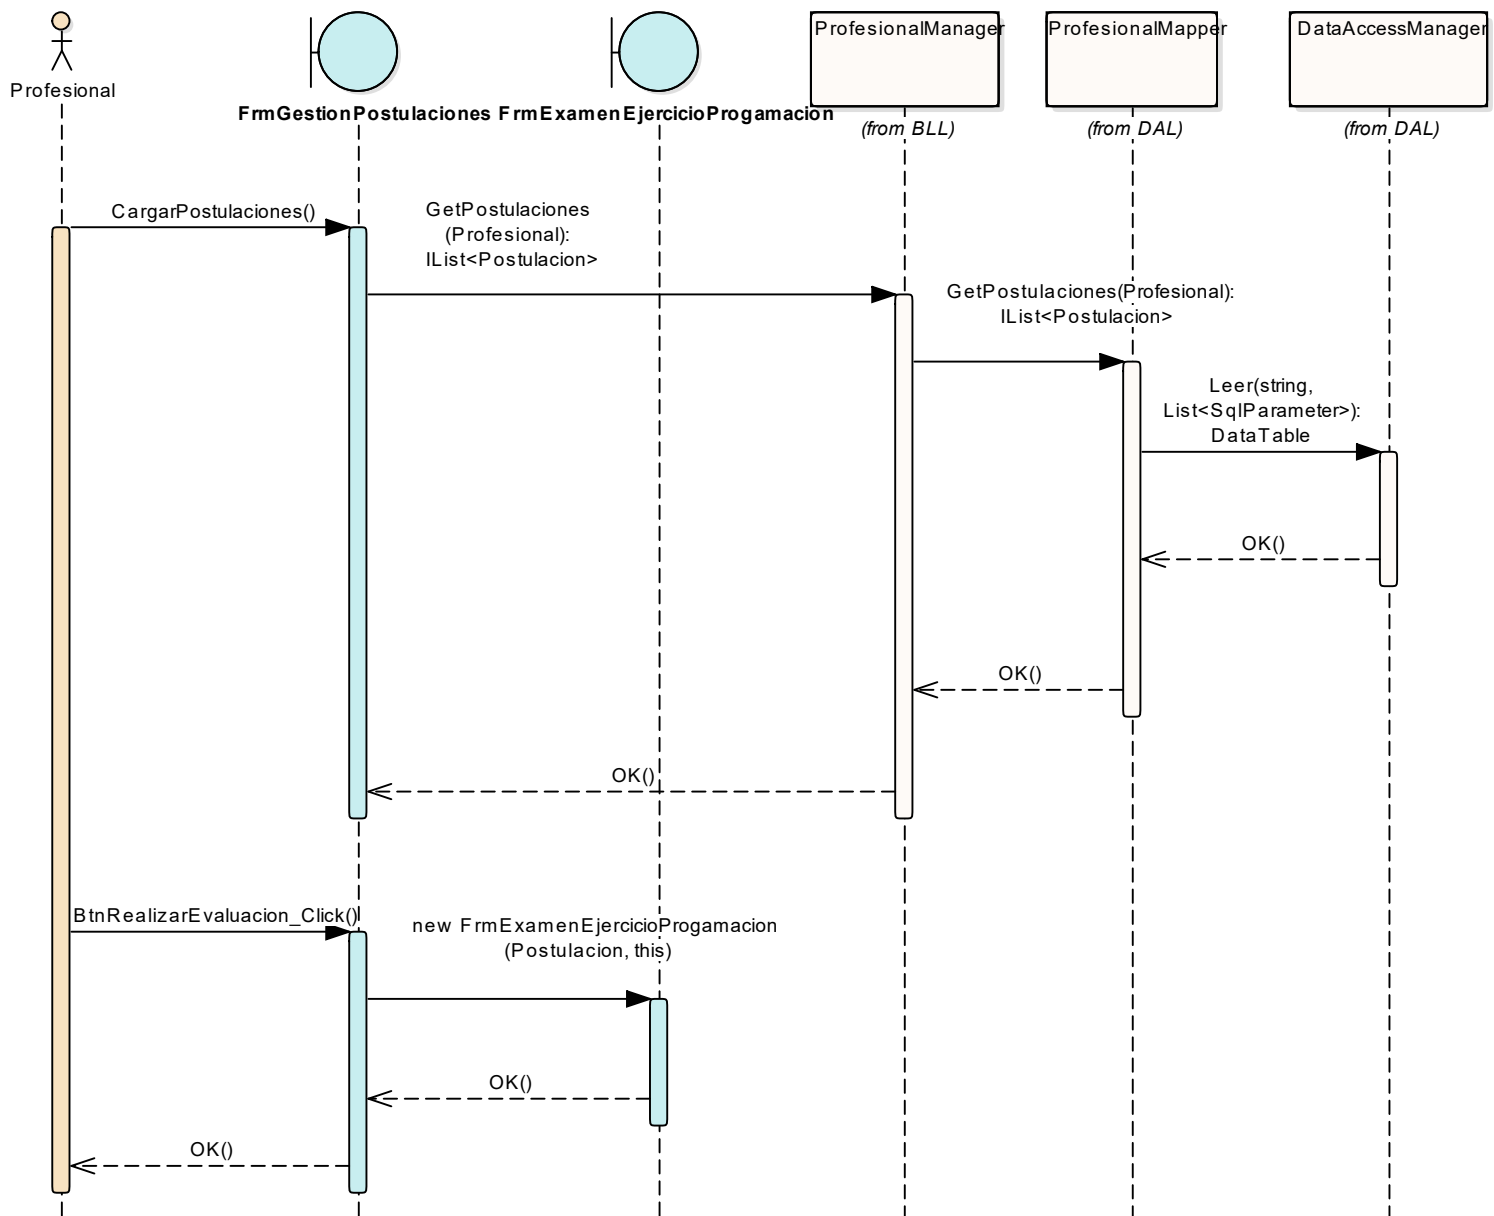 ProfesionalManager
ProfesionalMapper
DataAccessManager
Profesional
FrmGestionPostulaciones
FrmExamenEjercicioProgamacion
(from BLL)
(from DAL)
(from DAL)
CargarPostulaciones()
GetPostulaciones
(Profesional):
IList<Postulacion>
GetPostulaciones(Profesional):
IList<Postulacion>
Leer(string,
List<SqlParameter>):
DataTable
OK()
OK()
OK()
BtnRealizarEvaluacion_Click()
new FrmExamenEjercicioProgamacion
(Postulacion, this)
OK()
OK()